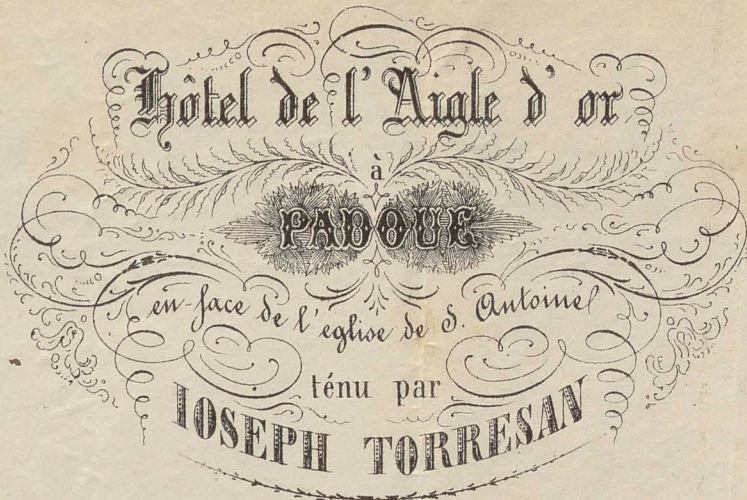 Hôtel de l' Aigle d' or
à
PADOUE
en-face de l'eglise de S. Antoine
ténu par
IOSEPH TORRESAN